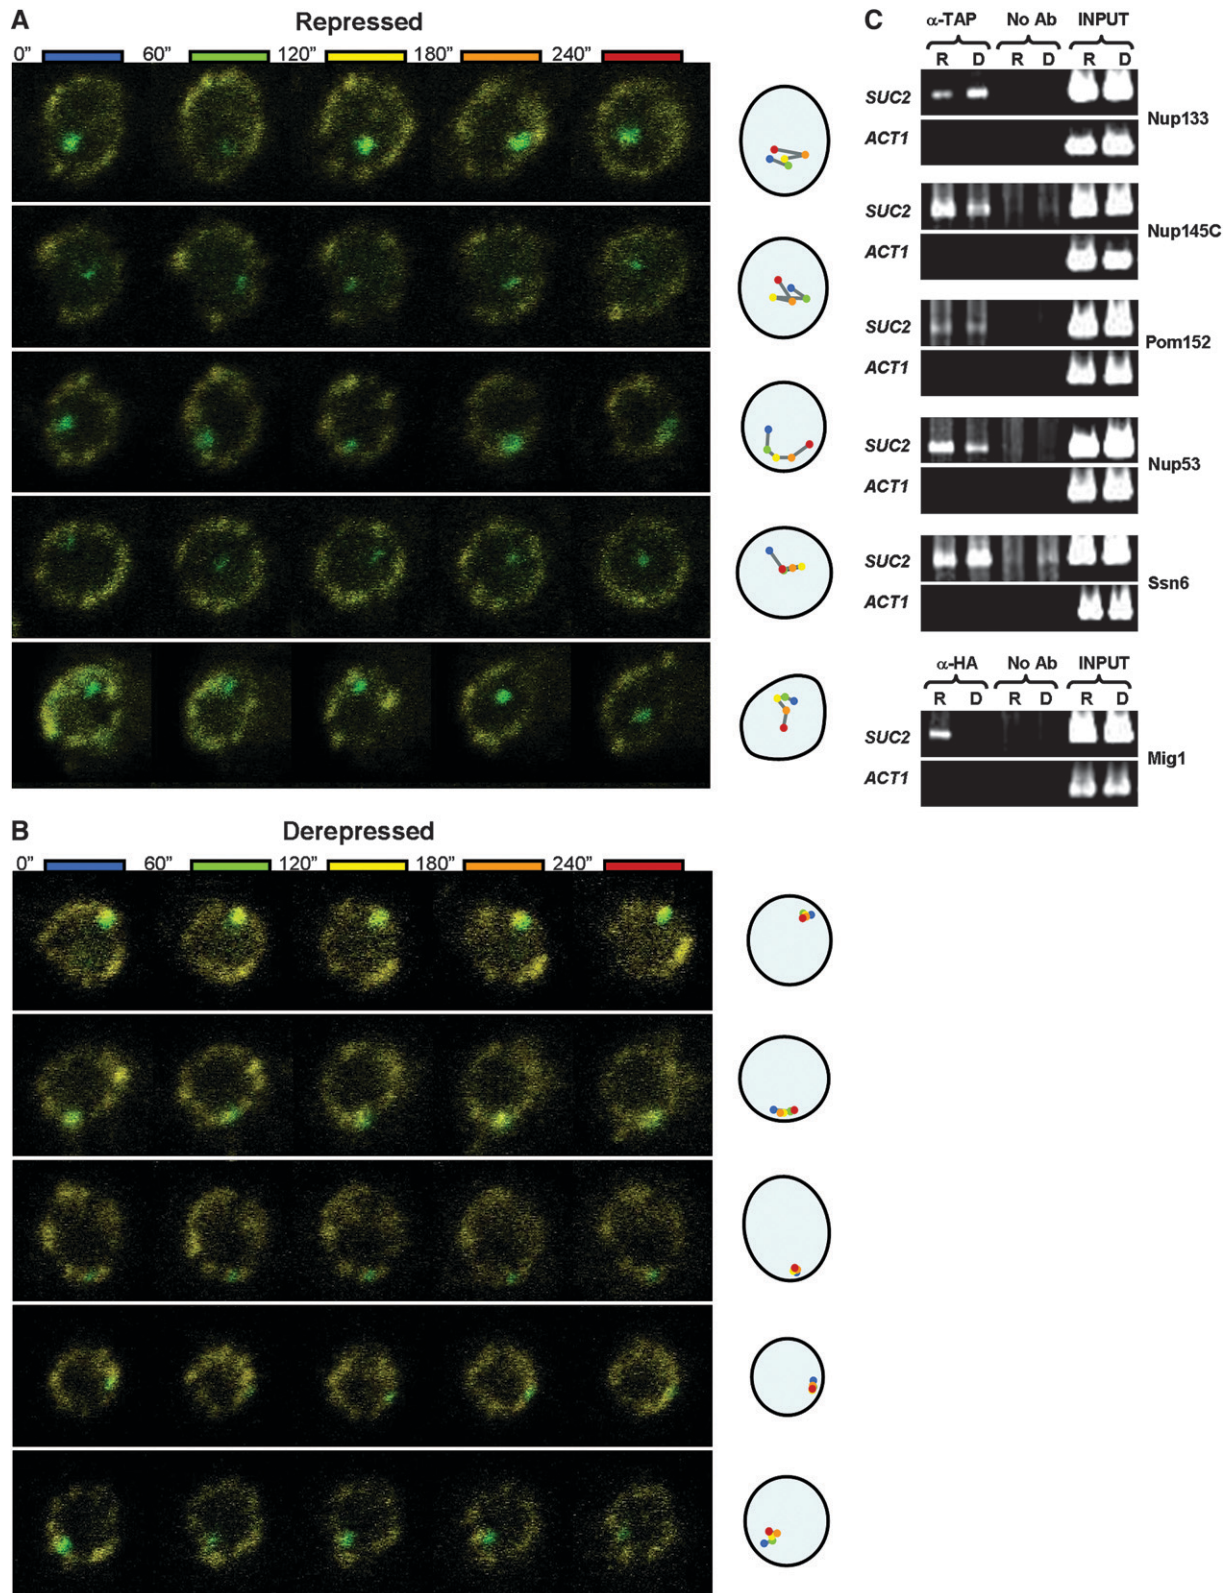 A
Repressed
0" 60" 120" 180" 240"
B
Derepressed
0" 60" 120" 180" 240"
C
α-TAP No Ab INPUT
R D R D R D
SUC2
ACT1
Nup133
SUC2
ACT1
Nup145C
SUC2
ACT1
Pom152
SUC2
ACT1
Nup53
SUC2
ACT1
Ssn6
α-HA No Ab INPUT
R D R D R D
SUC2
ACT1
Mig1